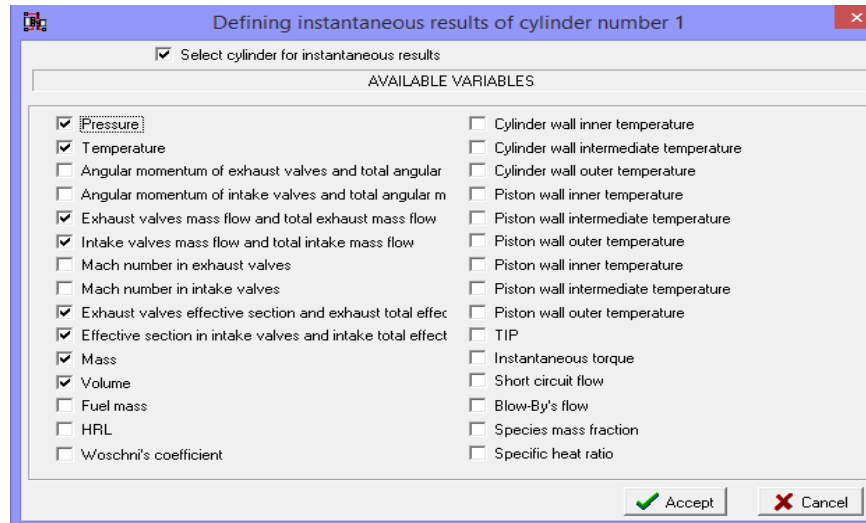 Defining instantaneous results of cylinder number 1
Select cylinder for instantaneous results
AVAILABLE VARIABLES
Pressure
Temperature
Angular momentum of exhaust valves and total angular
Angular momentum of intake valves and total angular m
Exhaust valves mass flow and total exhaust mass flow
Intake valves mass flow and total intake mass flow
Mach number in exhaust valves
Mach number in intake valves
Exhaust valves effective section and exhaust total effec
Effective section in intake valves and intake total effect
Mass
Volume
Fuel mass
HRL
Woschni's coefficient
Cylinder wall inner temperature
Cylinder wall intermediate temperature
Cylinder wall outer temperature
Piston wall inner temperature
Piston wall intermediate temperature
Piston wall outer temperature
Piston wall inner temperature
Piston wall intermediate temperature
Piston wall outer temperature
TIP
Instantaneous torque
Short circuit flow
Blow-By's flow
Species mass fraction
Specific heat ratio
Accept
Cancel